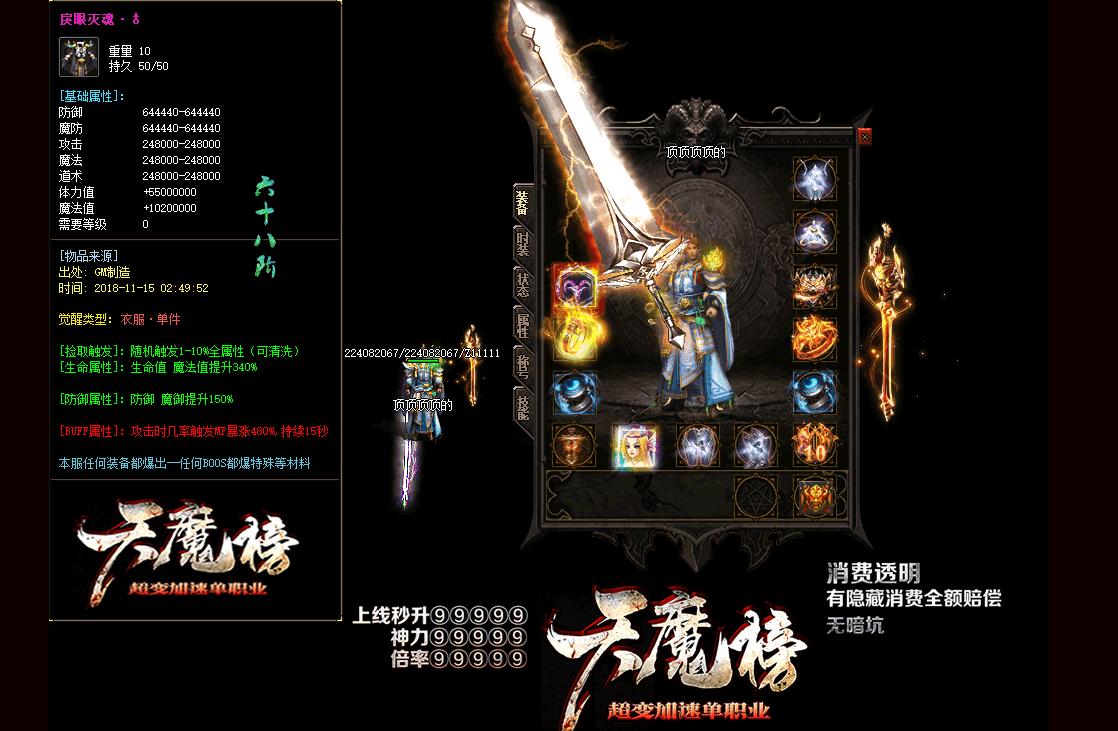 戾眼灭魂·♂
重量 10
持久 50/50
[基础属性]:
防御 644440-644440
魔防 644440-644440
攻击 248000-248000
魔法 248000-248000
道术 248000-248000
体力值 +55000000
魔法值 +10200000
需要等级 0
六十八阶
[物品来源]
出处: GM制造
时间: 2018-11-15 02:49:52
觉醒类型: 衣服·单件
[捡取触发]: 随机触发1-10%全属性（可清洗）
[生命属性]: 生命值 魔法值提升340%
[防御属性]: 防御 魔御提升150%
[BUFF属性]: 攻击时几率触发MP暴涨480%,持续15秒
本服任何装备都爆出一任何BOOS都爆特殊等材料
天魔榜
超变加速单职业
224082067/224082067/Z11111
顶顶顶顶的
顶顶顶顶的
装备
时装
状态
属性
称号
技能
10
上线秒升⑨⑨⑨⑨⑨
神力⑨⑨⑨⑨⑨
倍率⑨⑨⑨⑨⑨
天魔榜
超变加速单职业
消费透明
有隐藏消费全额赔偿
无暗坑